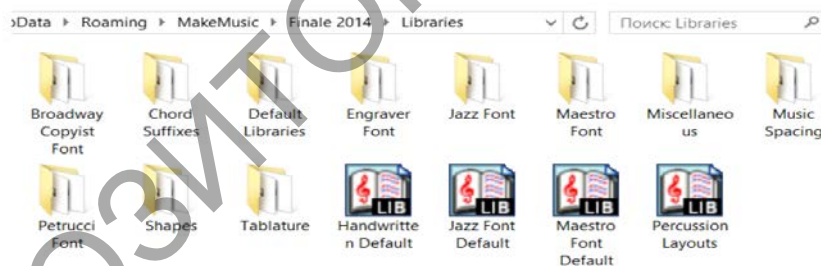 oData ▸ Roaming ▸ MakeMusic ▸ Finale 2014 ▸ Libraries Поиск: Libraries
Broadway Copyist Font
Chord Suffixes
Default Libraries
Engraver Font
Jazz Font
Maestro Font
Miscellaneo us
Music Spacing
Petrucci Font
Shapes
Tablature
LIB
Handwritte n Default
LIB
Jazz Font Default
LIB
Maestro Font Default
LIB
Percussion Layouts
ОЗИТО